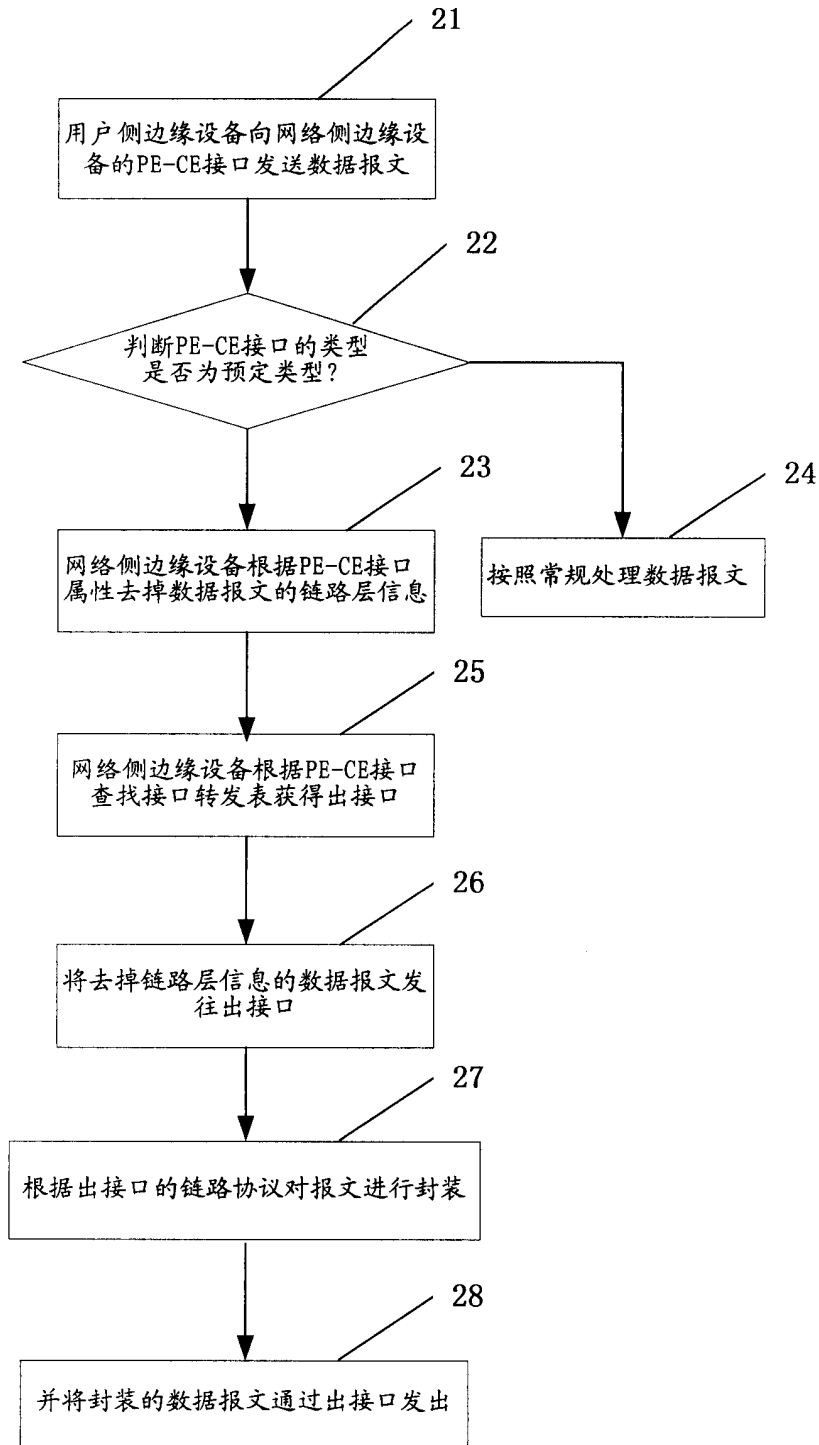 21
用户侧边缘设备向网络侧边缘设
备的PE-CE接口发送数据报文
22
判断PE-CE接口的类型
是否为预定类型?
23
网络侧边缘设备根据PE-CE接口
属性去掉数据报文的链路层信息
24
按照常规处理数据报文
25
网络侧边缘设备根据PE-CE接口
查找接口转发表获得出接口
26
将去掉链路层信息的数据报文发
往出接口
27
根据出接口的链路协议对报文进行封装
28
并将封装的数据报文通过出接口发出